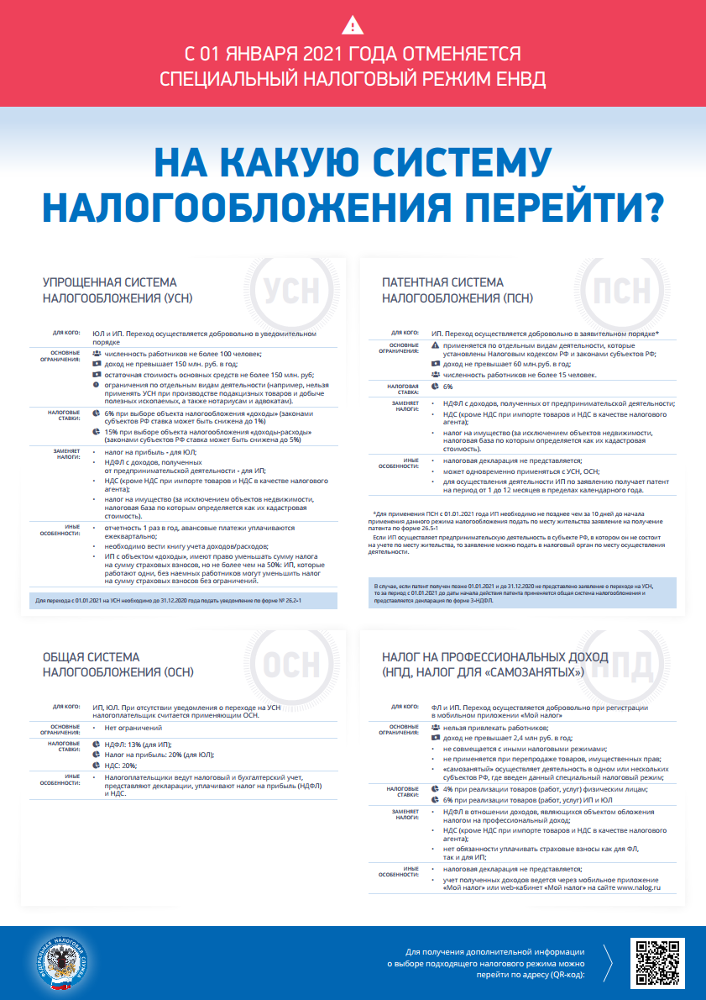 С 01 ЯНВАРЯ 2021 ГОДА ОТМЕНЯЕТСЯ
СПЕЦИАЛЬНЫЙ НАЛОГОВЫЙ РЕЖИМ ЕНВД
НА КАКУЮ СИСТЕМУ
НАЛОГООБЛОЖЕНИЯ ПЕРЕЙТИ?
УПРОЩЕННАЯ СИСТЕМА
НАЛОГООБЛОЖЕНИЯ (УСН)
УСН
ДЛЯ КОГО:
ЮЛ и ИП. Переход осуществляется добровольно в уведомительном
порядке
ОСНОВНЫЕ
ОГРАНИЧЕНИЯ:
численность работников не более 100 человек;
доход не превышает 150 млн. руб. в год;
остаточная стоимость основных средств не более 150 млн. руб;
ограничения по отдельным видам деятельности (например, нельзя
применять УСН при производстве подакцизных товаров и добыче
полезных ископаемых, а также нотариусам и адвокатам).
НАЛОГОВЫЕ
СТАВКИ:
6% при выборе объекта налогообложения «доходы» (законами
субъектов РФ ставка может быть снижена до 1%)
15% при выборе объекта налогообложения «доходы-расходы»
(законами субъектов РФ ставка может быть снижена до 5%)
ЗАМЕНЯЕТ
НАЛОГИ:
• налог на прибыль - для ЮЛ;
• НДФЛ с доходов, полученных
от предпринимательской деятельности - для ИП;
• НДС (кроме НДС при импорте товаров и НДС в качестве налогового
агента);
• налог на имущество (за исключением объектов недвижимости,
налоговая база по которым определяется как их кадастровая
стоимость).
ИНЫЕ
ОСОБЕННОСТИ:
• отчетность 1 раз в год, авансовые платежи уплачиваются
ежеквартально;
• необходимо вести книгу учета доходов/расходов;
• ИП с объектом «доходы», имеют право уменьшать сумму налога
на сумму страховых взносов, но не более чем на 50%: ИП, которые
работают одни, без наемных работников могут уменьшить налог
на сумму страховых взносов без ограничений.
Для перехода с 01.01.2021 на УСН необходимо до 31.12.2020 года подать уведомление по форме № 26.2-1
ПАТЕНТНАЯ СИСТЕМА
НАЛОГООБЛОЖЕНИЯ (ПСН)
ПСН
ДЛЯ КОГО:
ИП. Переход осуществляется добровольно в заявительном порядке*
ОСНОВНЫЕ
ОГРАНИЧЕНИЯ:
применяется по отдельным видам деятельности, которые
установлены Налоговым кодексом РФ и законами субъектов РФ;
доход не превышает 60 млн.руб. в год;
численность работников не более 15 человек.
НАЛОГОВАЯ
СТАВКА:
6%
ЗАМЕНЯЕТ
НАЛОГИ:
• НДФЛ с доходов, полученных от предпринимательской деятельности;
• НДС (кроме НДС при импорте товаров и НДС в качестве налогового
агента);
• налог на имущество (за исключением объектов недвижимости,
налоговая база по которым определяется как их кадастровая
стоимость).
ИНЫЕ
ОСОБЕННОСТИ:
• налоговая декларация не представляется;
• может одновременно применяться с УСН, ОСН;
• для осуществления деятельности ИП по заявлению получает патент
на период от 1 до 12 месяцев в пределах календарного года.
*Для применения ПСН с 01.01.2021 года ИП необходимо не позднее чем за 10 дней до начала
применения данного режима налогообложения подать по месту жительства заявление на получение
патента по форме 26.5-1
Если ИП осуществляет предпринимательскую деятельность в субъекте РФ, в котором он не состоит
на учете по месту жительства, то заявление можно подать в налоговый орган по месту осуществления
деятельности.
В случае, если патент получен позже 01.01.2021 и до 31.12.2020 не представлено заявление о переходе на УСН,
то за период с 01.01.2021 до даты начала действия патента применяется общая система налогообложения и
представляется декларация по форме 3-НДФЛ.
ОБЩАЯ СИСТЕМА
НАЛОГООБЛОЖЕНИЯ (ОСН)
ОСН
ДЛЯ КОГО:
ИП, ЮЛ. При отсутствии уведомления о переходе на УСН
налогоплательщик считается применяющим ОСН.
ОСНОВНЫЕ
ОГРАНИЧЕНИЯ:
• Нет ограничений
НАЛОГОВЫЕ
СТАВКИ:
НДФЛ: 13% (для ИП);
Налог на прибыль: 20% (для ЮЛ);
НДС: 20%;
ИНЫЕ
ОСОБЕННОСТИ:
• Налогоплательщики ведут налоговый и бухгалтерский учет,
представляют декларации, уплачивают налог на прибыль (НДФЛ)
и НДС.
НАЛОГ НА ПРОФЕССИОНАЛЬНЫХ ДОХОД
(НПД, НАЛОГ ДЛЯ «САМОЗАНЯТЫХ»)
НПД
ДЛЯ КОГО:
ФЛ и ИП. Переход осуществляется добровольно при регистрации
в мобильном приложении «Мой налог»
ОСНОВНЫЕ
ОГРАНИЧЕНИЯ:
нельзя привлекать работников;
доход не превышает 2,4 млн руб. в год;
• не совмещается с иными налоговыми режимами;
• не применяется при перепродаже товаров, имущественных прав;
• «самозанятый» осуществляет деятельность в одном или нескольких
субъектов РФ, где введен данный специальный налоговый режим;
НАЛОГОВЫЕ
СТАВКИ:
4% при реализации товаров (работ, услуг) физическим лицам;
6% при реализации товаров (работ, услуг) ИП и ЮЛ
ЗАМЕНЯЕТ
НАЛОГИ:
• НДФЛ в отношении доходов, являющихся объектом обложения
налогом на профессиональный доход;
• НДС (кроме НДС при импорте товаров и НДС в качестве налогового
агента);
• нет обязанности уплачивать страховые взносы как для ФЛ,
так и для ИП;
ИНЫЕ
ОСОБЕННОСТИ:
• налоговая декларация не представляется;
• учет полученных доходов ведется через мобильное приложение
«Мой налог» или web-кабинет «Мой налог» на сайте www.nalog.ru
ФЕДЕРАЛЬНАЯ НАЛОГОВАЯ СЛУЖБА
Для получения дополнительной информации
о выборе подходящего налогового режима можно
перейти по адресу (QR-код):